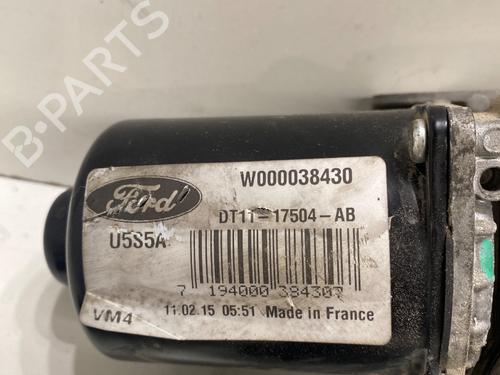 B-PARTS
Ford
W000038430
DT11-17504-AB
U5S5A
7 194000 384307
VM4
11.02.15 05:51 Made in France